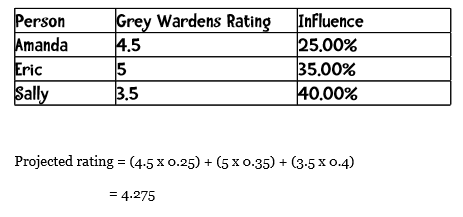 Person Grey Wardens Rating Influence
Amanda 4.5 25.00%
Eric 5 35.00%
Sally 3.5 40.00%
Projected rating = (4.5 x 0.25) + (5 x 0.35) + (3.5 x 0.4)
= 4.275